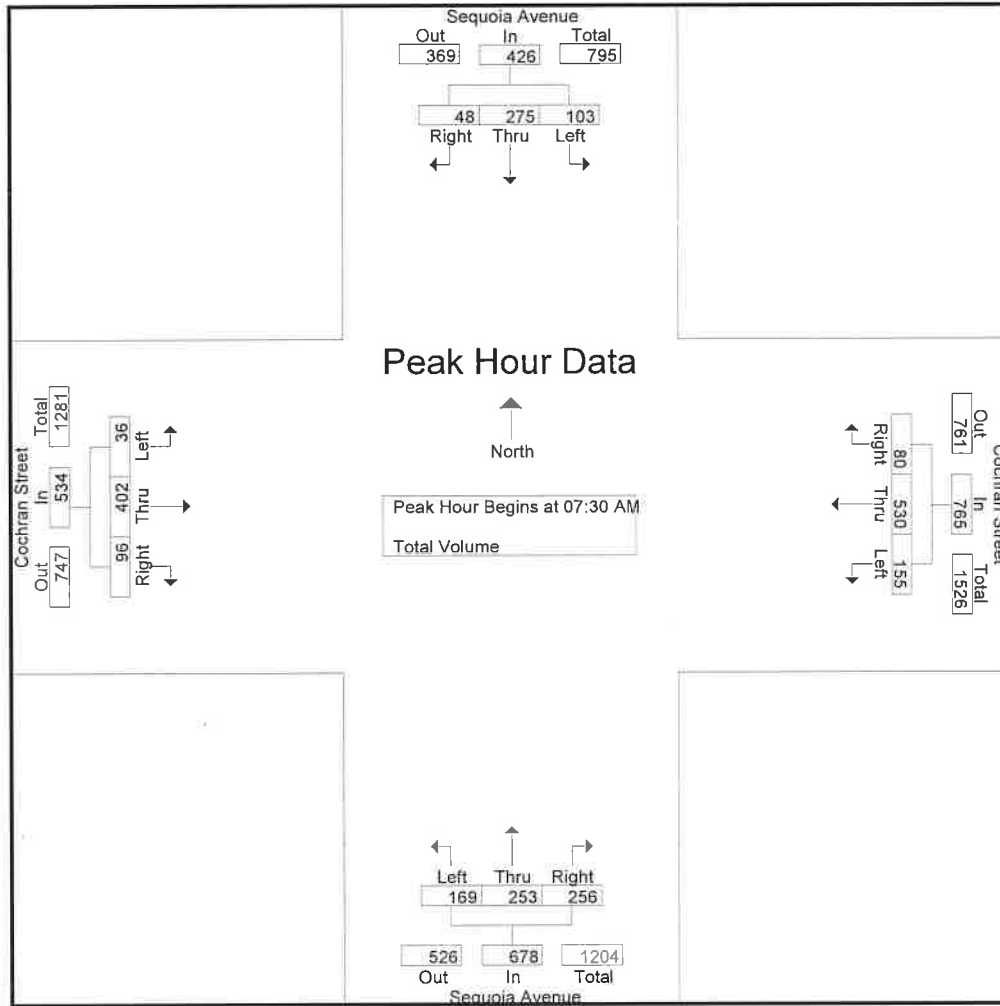 Sequoia Avenue
Out In Total
369 426 795
48 275 103
Right Thru Left
Peak Hour Data
North
Peak Hour Begins at 07:30 AM
Total Volume
Cochran Street
Out In Total
747 534 1281
96 402 36
Right Thru Left
Cochran Street
Out In Total
761 765 1526
80 530 155
Right Thru Left
Left Thru Right
169 253 256
526 678 1204
Out In Total
Sequoia Avenue